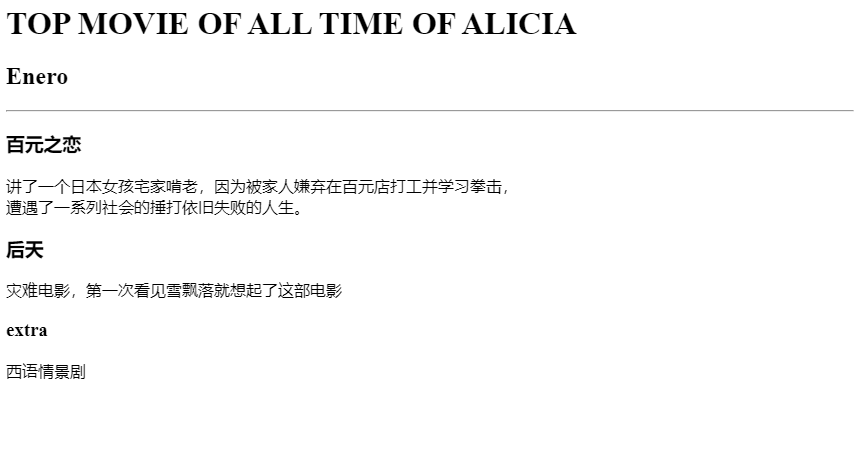 TOP MOVIE OF ALL TIME OF ALICIA
Enero
百元之恋
讲了一个日本女孩宅家啃老，因为被家人嫌弃在百元店打工并学习拳击，
遭遇了一系列社会的捶打依旧失败的人生。
后天
灾难电影，第一次看见雪飘落就想起了这部电影
extra
西语情景剧